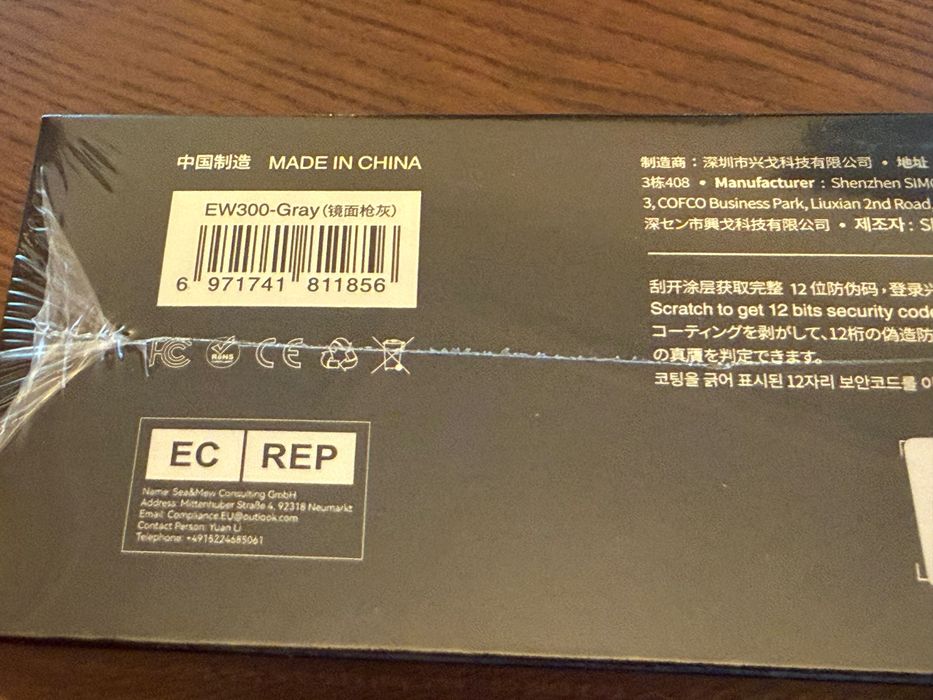 中国制造 MADE IN CHINA
EW300-Gray(镜面枪灰)
6 971741 811856
FC
RoHS
CE
EC REP
Name: Sea&Mew Consulting GmbH
Address: Mittenhuber Straße 4, 92318 Neumarkt
Email: Compliance.EU@outlook.com
Contact Person: Yuan Li
Telephone: +4915224685061
制造商：深圳市兴戈科技有限公司 • 地址
3栋408 • Manufacturer : Shenzhen SIM
3, COFCO Business Park, Liuxian 2nd Road,
深セン市興戈科技有限公司 • 제조자 :
刮开涂层获取完整 12 位防伪码，登录
Scratch to get 12 bits security code
コーティングを剥がして、12桁の偽造防
の真贋を判定できます。
코팅을 긁어 표시된 12자리 보안코드를